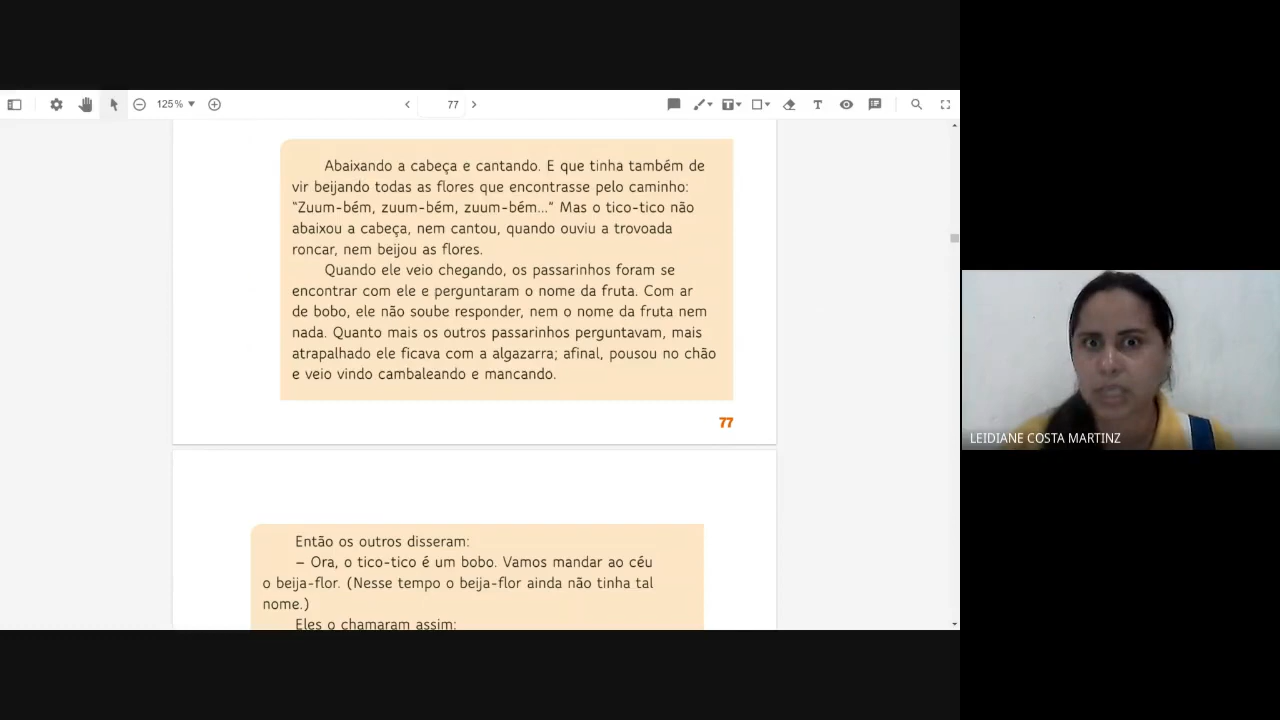 125%
77
Abaixando a cabeça e cantando. E que tinha também de
vir beijando todas as flores que encontrasse pelo caminho:
“Zuum-bém, zuum-bém, zuum-bém...” Mas o tico-tico não
abaixou a cabeça, nem cantou, quando ouviu a trovoada
roncar, nem beijou as flores.
Quando ele veio chegando, os passarinhos foram se
encontrar com ele e perguntaram o nome da fruta. Com ar
de bobo, ele não soube responder, nem o nome da fruta nem
nada. Quanto mais os outros passarinhos perguntavam, mais
atrapalhado ele ficava com a algazarra; afinal, pousou no chão
e veio vindo cambaleando e mancando.
77
Então os outros disseram:
– Ora, o tico-tico é um bobo. Vamos mandar ao céu
o beija-flor. (Nesse tempo o beija-flor ainda não tinha tal
nome.)
Eles o chamaram assim:
LEIDIANE COSTA MARTINZ